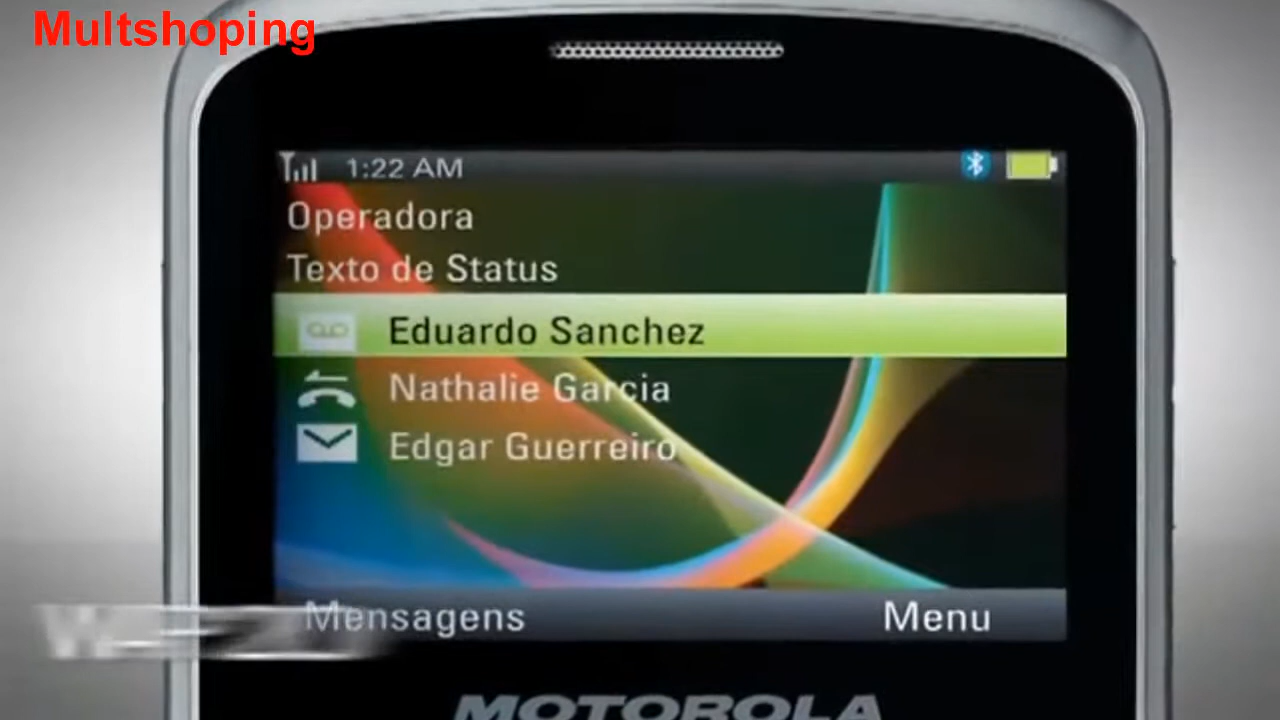 Multshoping
1:22 AM
Operadora
Texto de Status
Eduardo Sanchez
Nathalie Garcia
Edgar Guerreiro
Mensagens
Menu
MOTOROLA